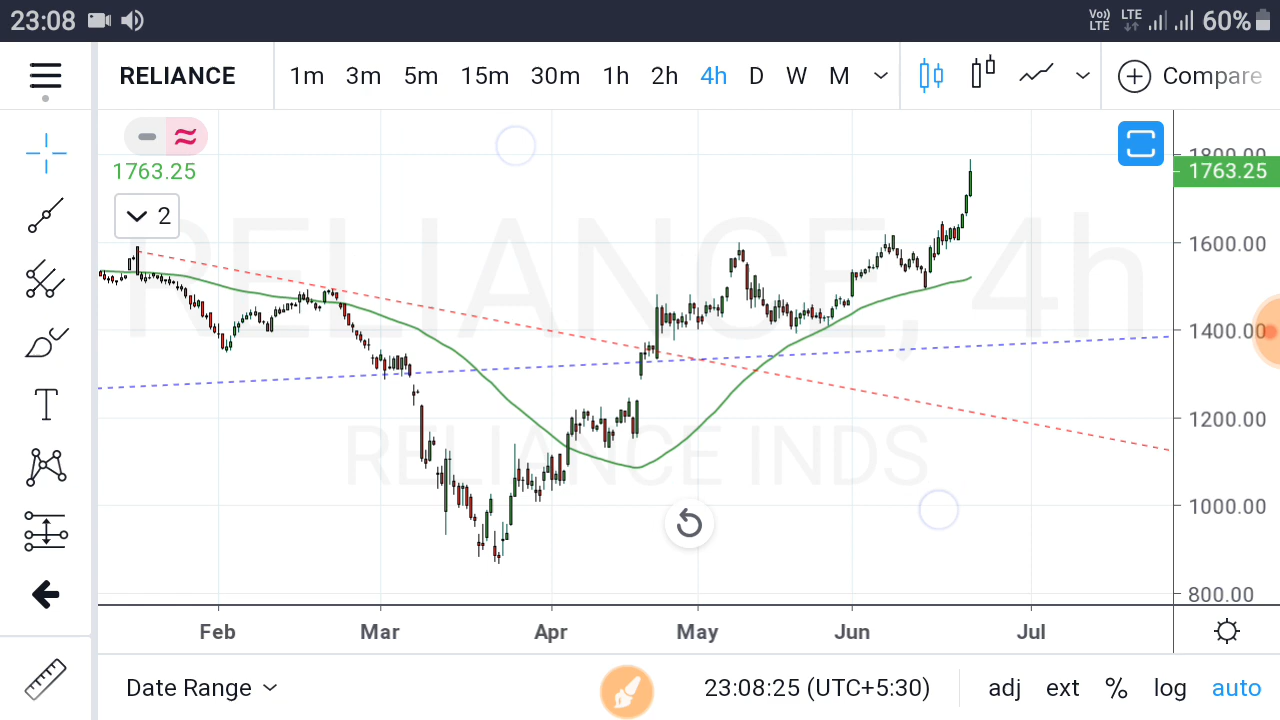 23:08 Vo)) LTE LTE 60%
RELIANCE 1m 3m 5m 15m 30m 1h 2h 4h D W M Compare
1800.00
1763.25 1763.25
2
RELIANCE, 4h
1600.00
1400.00
1200.00
RELIANCE INDS
T
1000.00
800.00
Feb Mar Apr May Jun Jul
Date Range 23:08:25 (UTC+5:30) adj ext % log auto